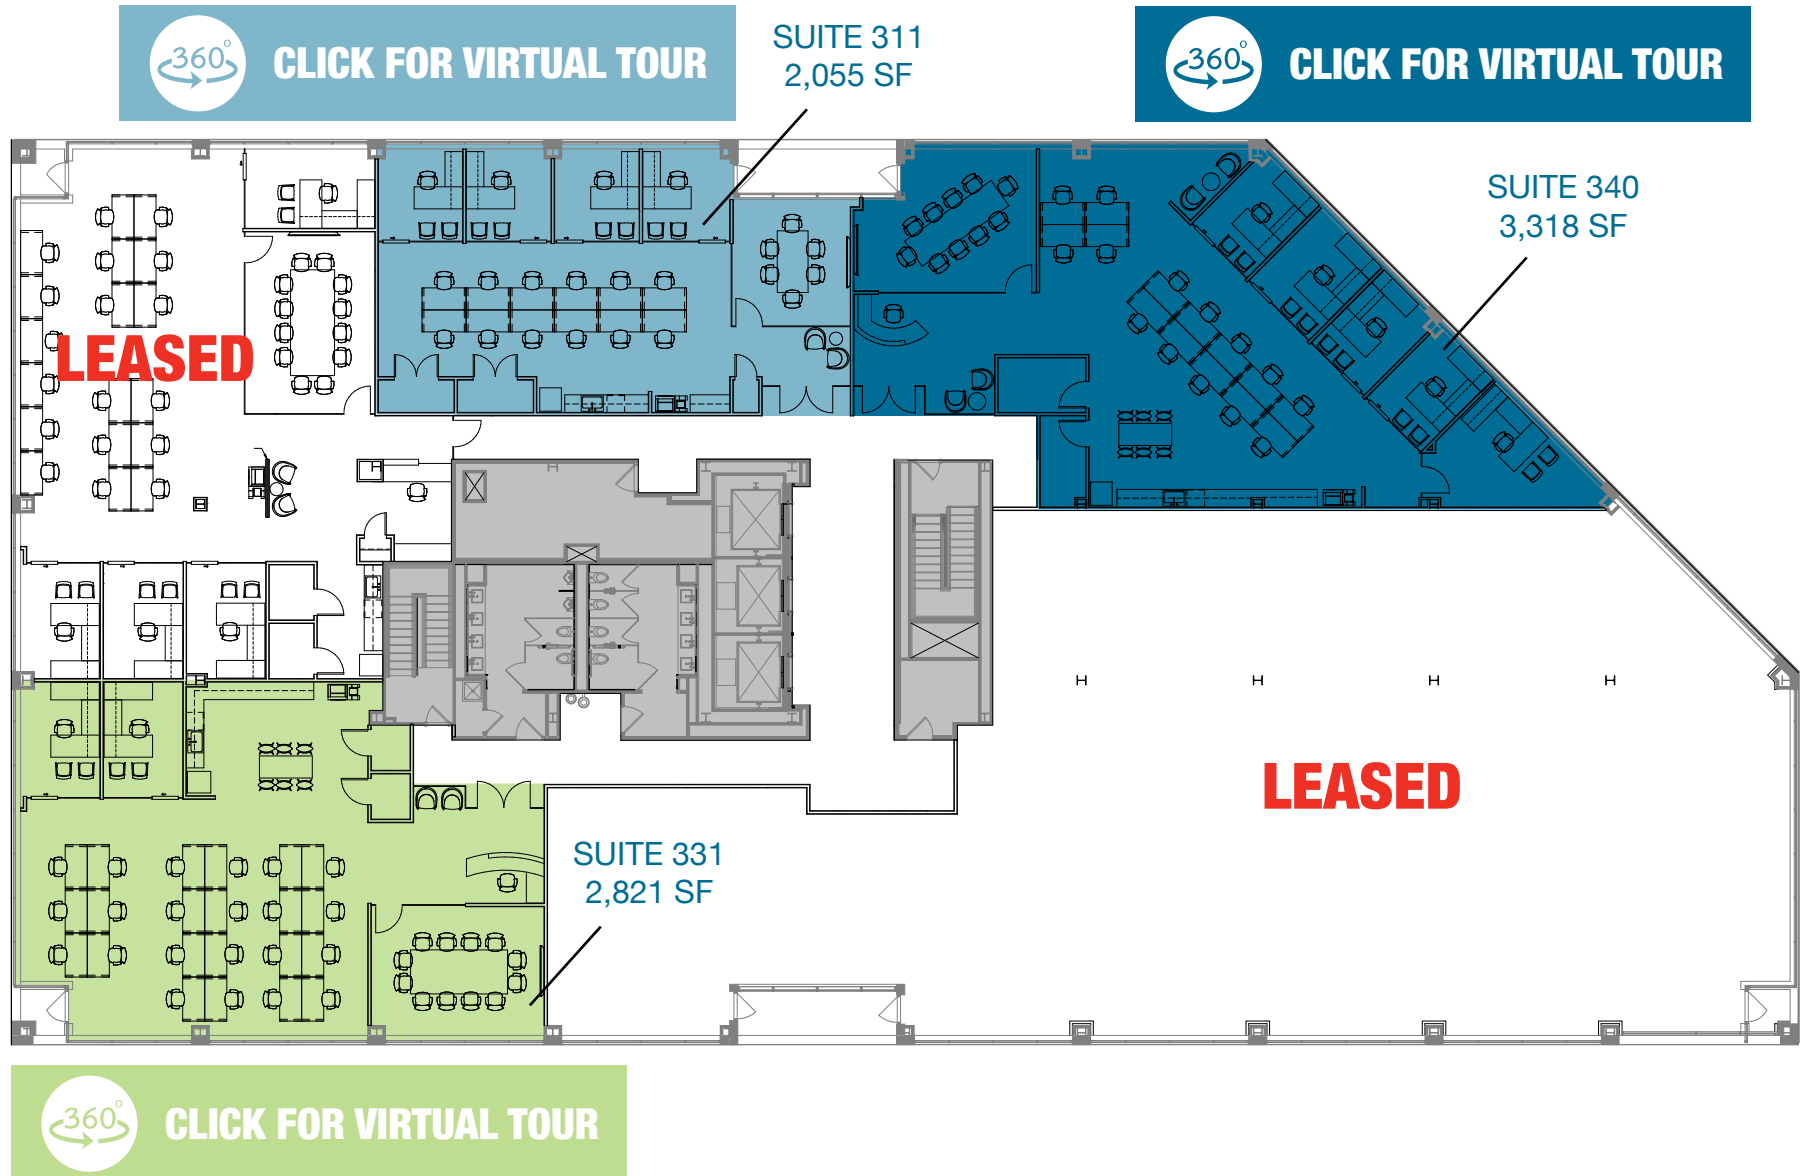 360°
CLICK FOR VIRTUAL TOUR
SUITE 311
2,055 SF
360°
CLICK FOR VIRTUAL TOUR
SUITE 340
3,318 SF
LEASED
LEASED
SUITE 331
2,821 SF
360°
CLICK FOR VIRTUAL TOUR